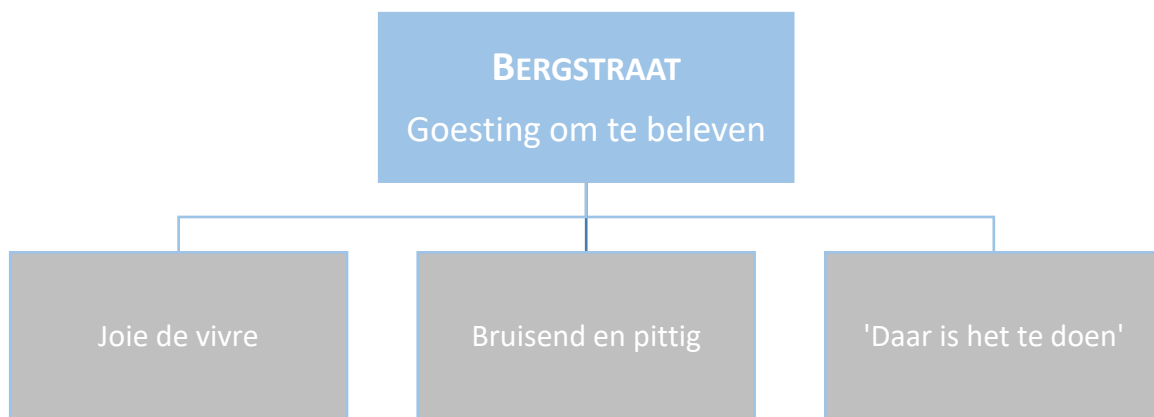 BERGSTRAAT
Goesting om te beleven
Joie de vivre
Bruisend en pittig
'Daar is het te doen'